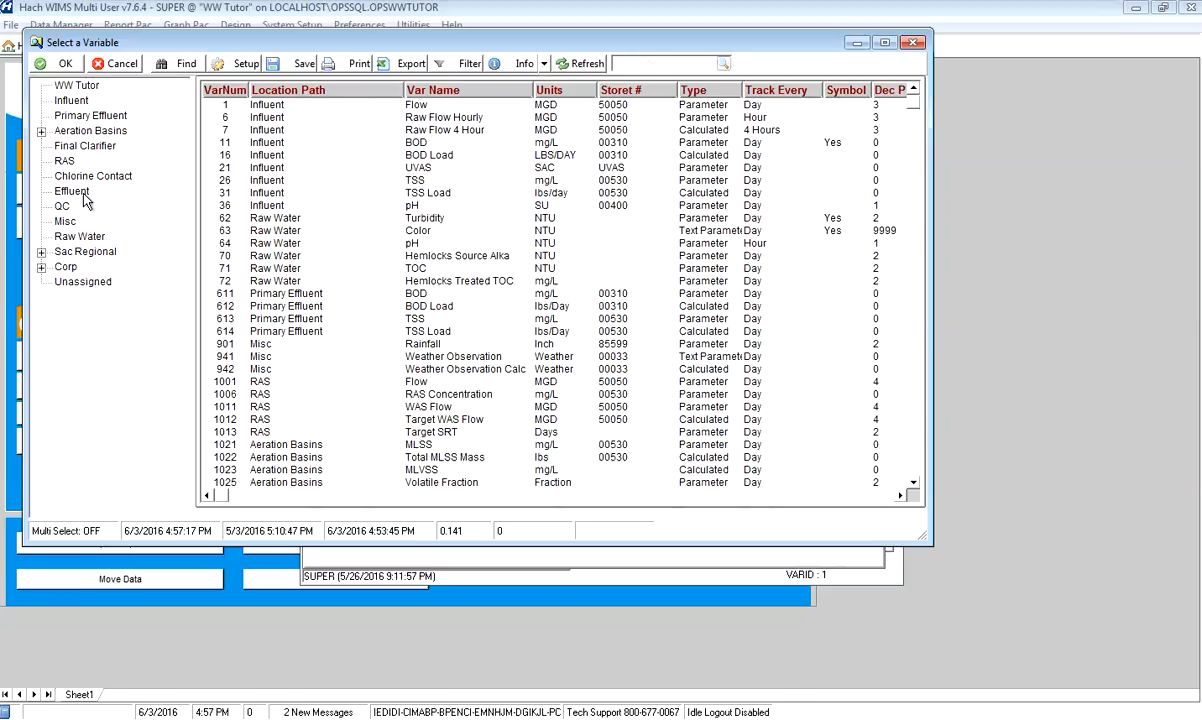 Hach WIMS Multi User v7.6.4 - SUPER @ "WW Tutor" on LOCALHOST\OPSSQL.OPSWWTUTOR
File Data Manager Report Pac Graph Pac Design System Setup Preferences Utilities Help
Select a Variable
OK Cancel Find Setup Save Print Export Filter Info Refresh
WW Tutor
Influent
Primary Effluent
Aeration Basins
Final Clarifier
RAS
Chlorine Contact
Effluent
QC
Misc
Raw Water
Sac Regional
Corp
Unassigned
VarNum Location Path Var Name Units Storet # Type Track Every Symbol Dec P
1 Influent Flow MGD 50050 Parameter Day 3
6 Influent Raw Flow Hourly MGD 50050 Parameter Hour 3
7 Influent Raw Flow 4 Hour MGD 50050 Calculated 4 Hours 3
11 Influent BOD mg/L 00310 Parameter Day Yes 0
16 Influent BOD Load LBS/DAY 00310 Calculated Day 0
21 Influent UVAS SAC UVAS Parameter Day 0
26 Influent TSS mg/L 00530 Parameter Day 0
31 Influent TSS Load lbs/day 00530 Calculated Day 0
36 Influent pH SU 00400 Parameter Day 1
62 Raw Water Turbidity NTU Parameter Day Yes 2
63 Raw Water Color NTU Text Paramete Day Yes 9999
64 Raw Water pH NTU Parameter Hour 1
70 Raw Water Hemlocks Source Alka NTU Parameter Day 2
71 Raw Water TOC NTU Parameter Day 2
72 Raw Water Hemlocks Treated TOC mg/L Parameter Day 2
611 Primary Effluent BOD mg/L 00310 Parameter Day 0
612 Primary Effluent BOD Load lbs/Day 00310 Calculated Day 0
613 Primary Effluent TSS mg/L 00530 Parameter Day 0
614 Primary Effluent TSS Load lbs/Day 00530 Calculated Day 0
901 Misc Rainfall Inch 85599 Parameter Day 2
941 Misc Weather Observation Weather 00033 Text Paramete Day 0
942 Misc Weather Observation Calc Weather 00033 Calculated Day 0
1001 RAS Flow MGD 50050 Parameter Day 4
1006 RAS RAS Concentration mg/L 00530 Parameter Day 0
1011 RAS WAS Flow MGD 50050 Parameter Day 4
1012 RAS Target WAS Flow MGD 50050 Calculated Day 4
1013 RAS Target SRT Days Parameter Day 2
1021 Aeration Basins MLSS mg/L 00530 Parameter Day 0
1022 Aeration Basins Total MLSS Mass lbs 00530 Calculated Day 0
1023 Aeration Basins MLVSS mg/L Calculated Day 0
1025 Aeration Basins Volatile Fraction Fraction Parameter Day 2
Multi Select: OFF 6/3/2016 4:57:17 PM 5/3/2016 5:10:47 PM 6/3/2016 4:53:45 PM 0.141 0
SUPER (5/26/2016 9:11:57 PM) VARID : 1
Move Data
Sheet1
6/3/2016 4:57 PM 0 2 New Messages IEDIDI-CIMABP-BPENCI-EMNHJM-DGIKJL-PC Tech Support 800-677-0067 Idle Logout Disabled